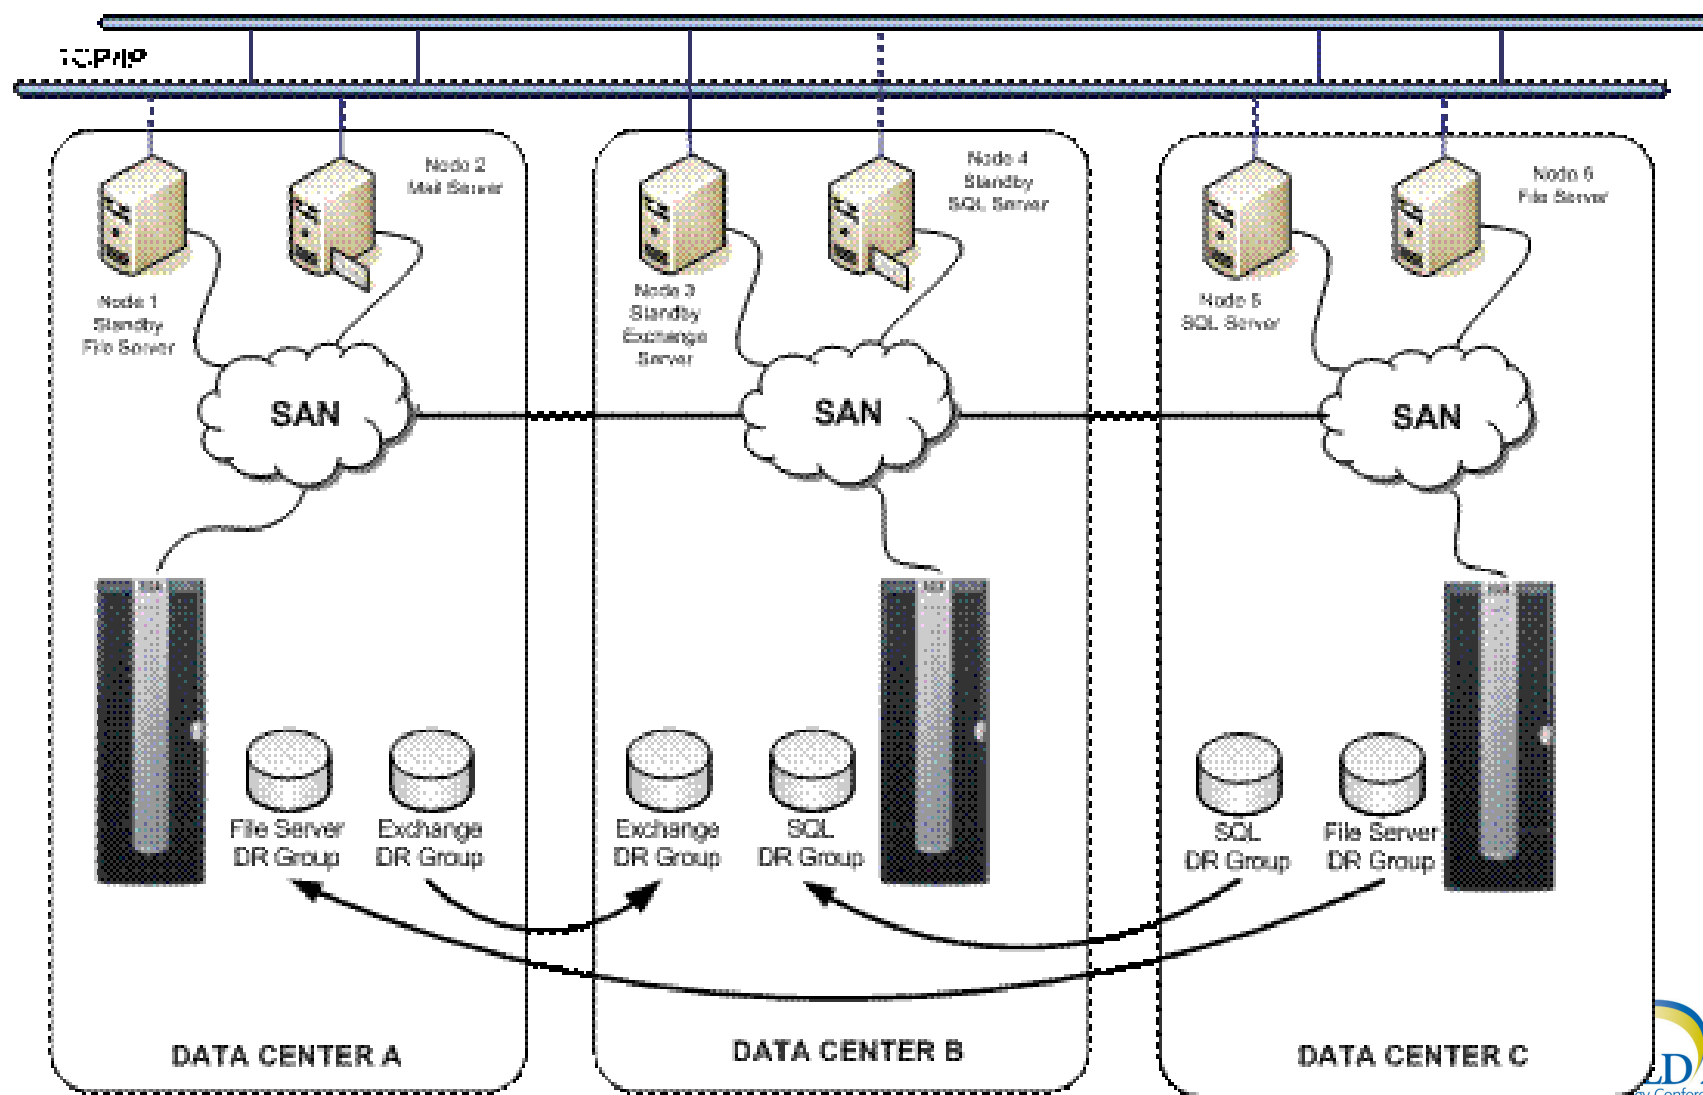 TCP/IP
Node 2
Mail Server
Node 4
Standby
SQL Server
Node 6
File Server
Node 1
Standby
File Server
Node 3
Standby
Exchange
Server
Node 5
SQL Server
SAN
SAN
SAN
File Server
DR Group
Exchange
DR Group
Exchange
DR Group
SQL
DR Group
SQL
DR Group
File Server
DR Group
DATA CENTER A
DATA CENTER B
DATA CENTER C